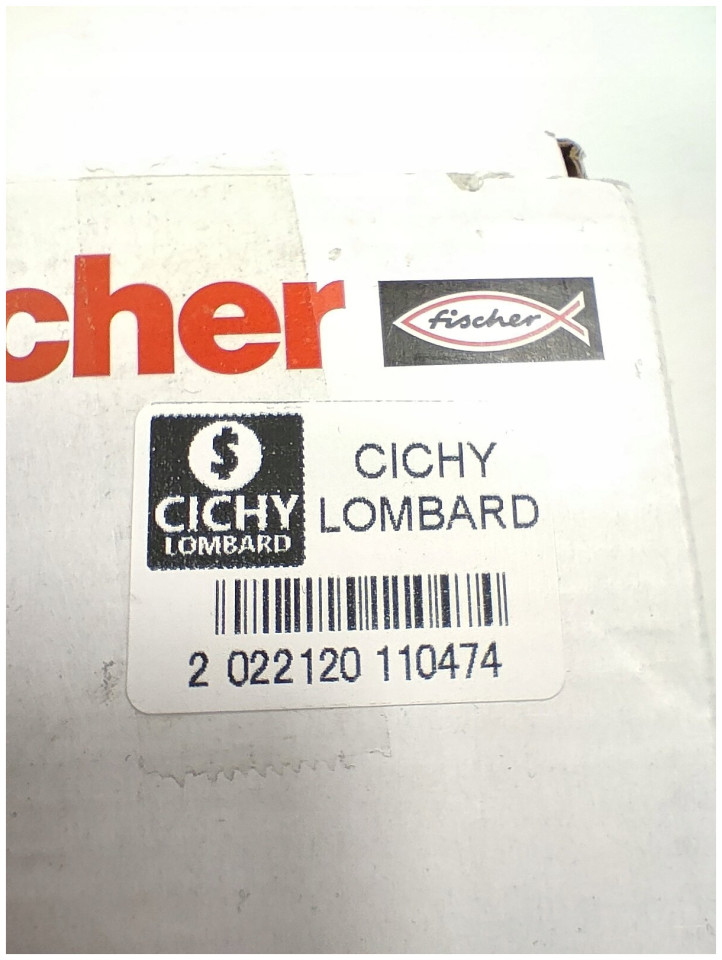 cher
fischer
$
CICHY
LOMBARD
CICHY
LOMBARD
2 022120 110474